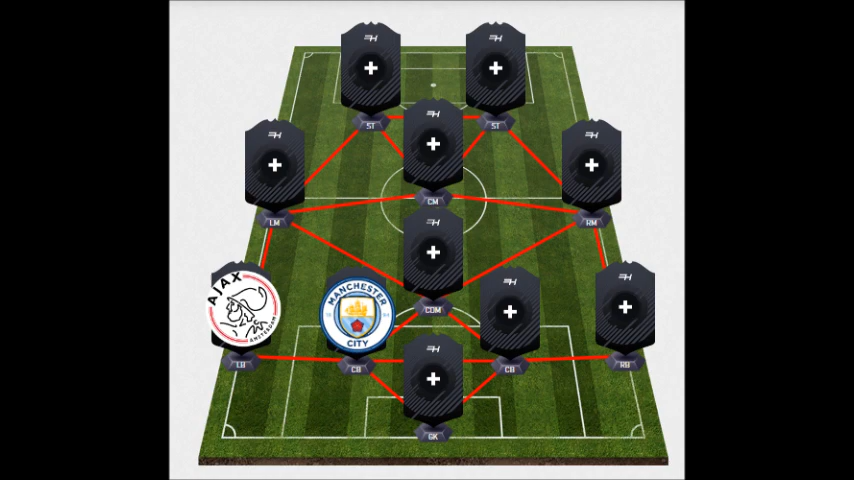 ST
ST
CM
LM
RM
CDM
AJAX
AMSTERDAM
MANCHESTER
CITY
LB
CB
CB
RB
GK